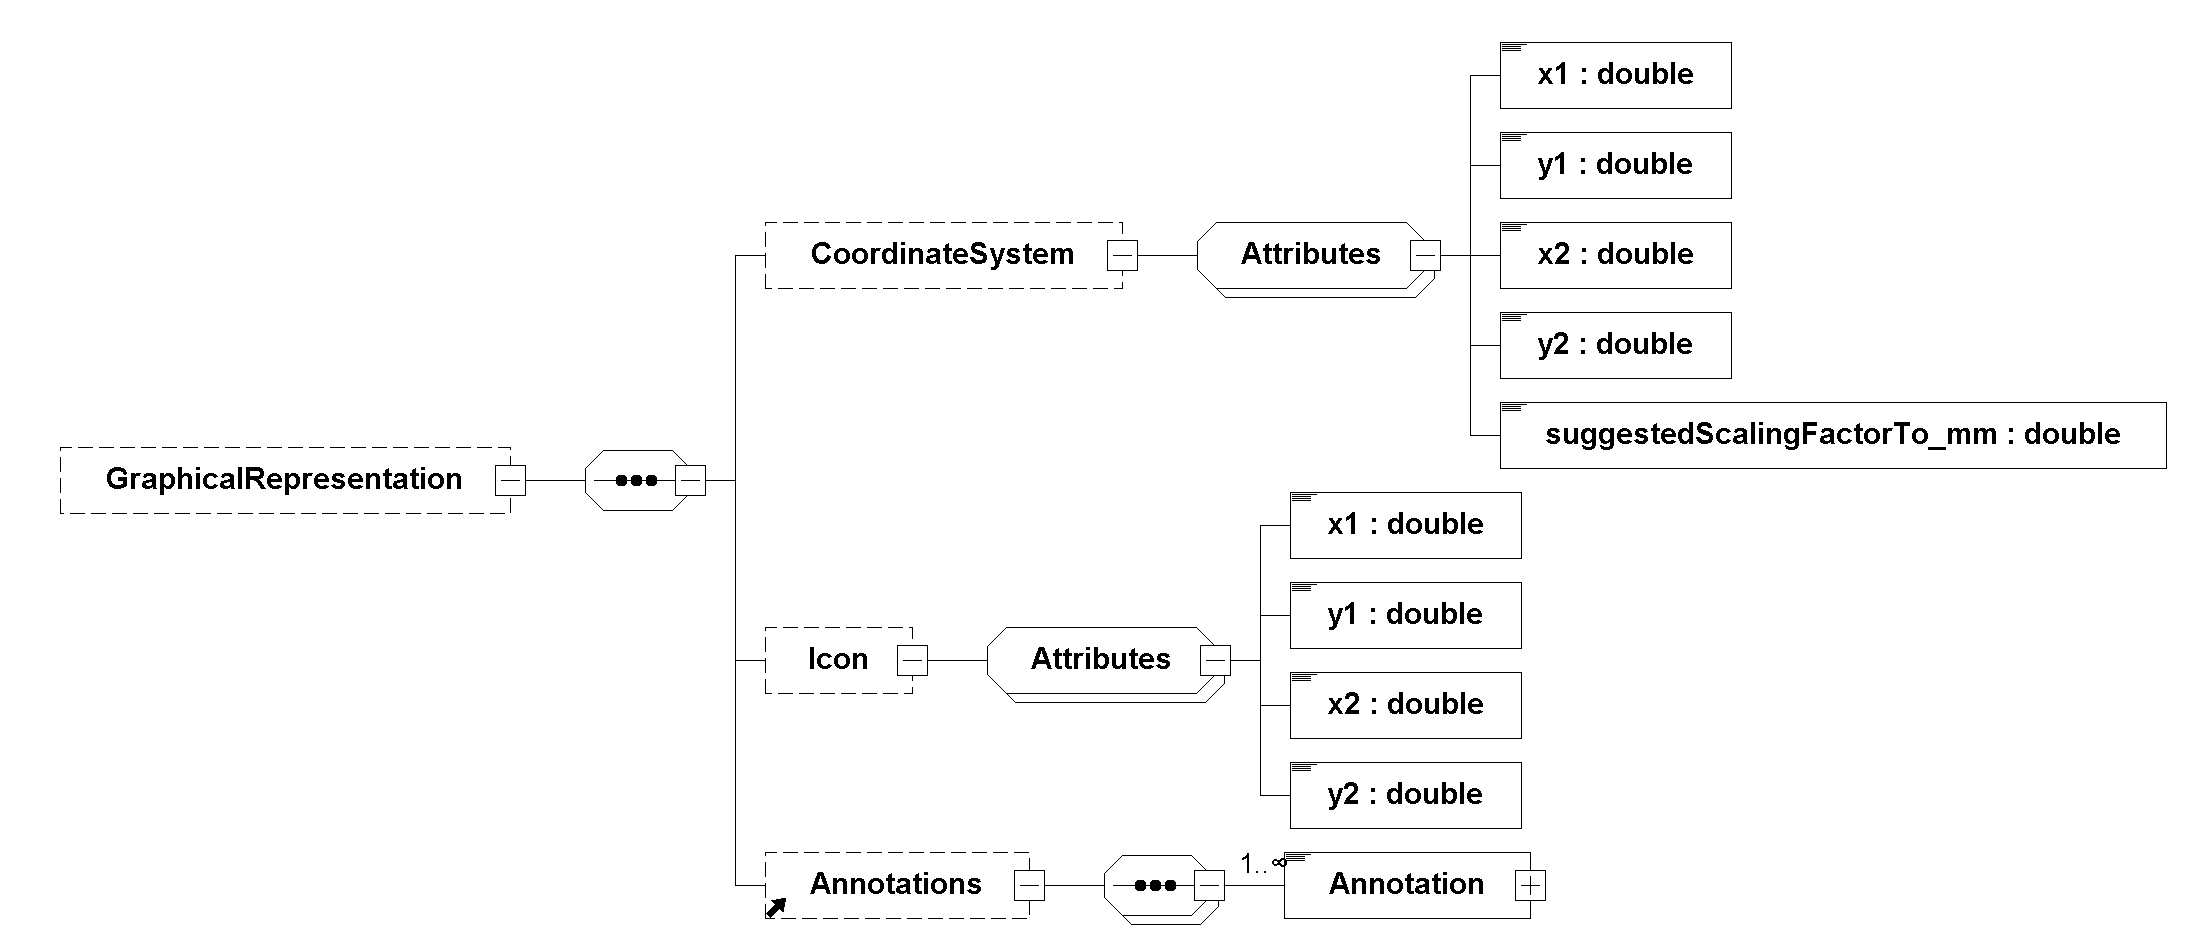 GraphicalRepresentation
CoordinateSystem
Attributes
x1 : double
y1 : double
x2 : double
y2 : double
suggestedScalingFactorTo_mm : double
Icon
Attributes
x1 : double
y1 : double
x2 : double
y2 : double
Annotations
1..∞
Annotation